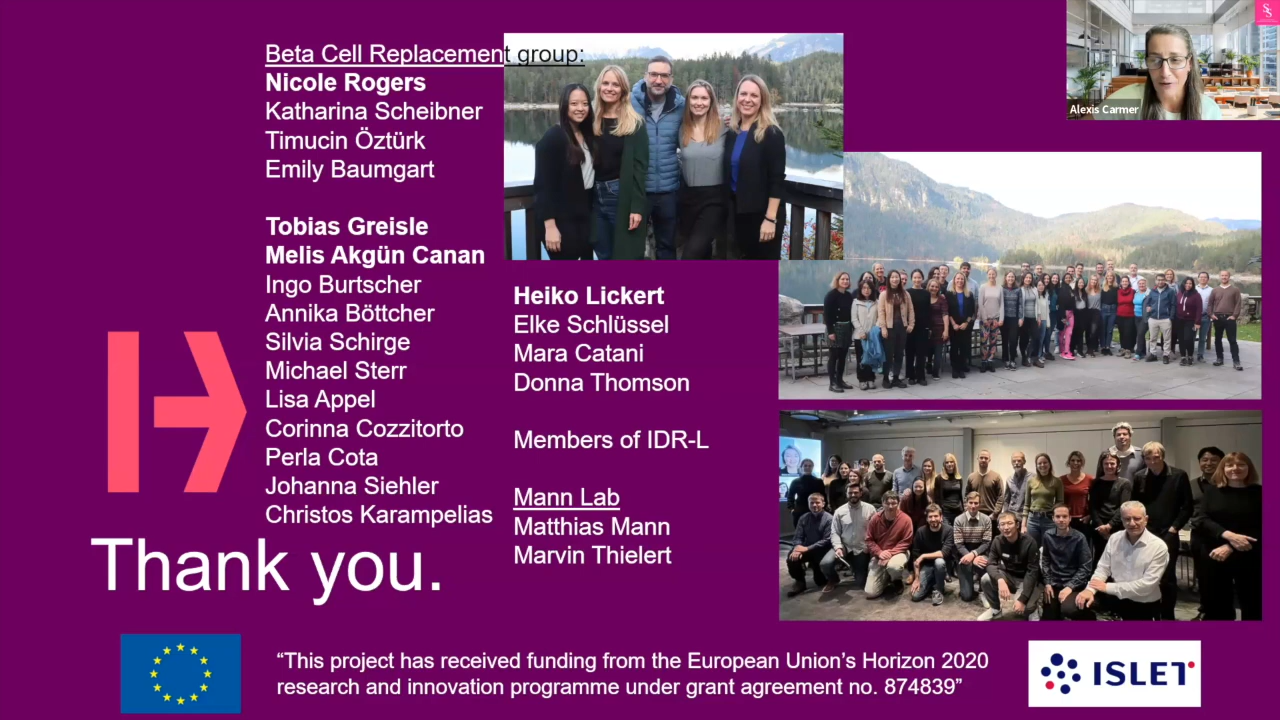 Beta Cell Replacement group:
Nicole Rogers
Katharina Scheibner
Timucin Öztürk
Emily Baumgart
Tobias Greisle
Melis Akgün Canan
Ingo Burtscher
Annika Böttcher
Silvia Schirge
Michael Sterr
Lisa Appel
Corinna Cozzitorto
Perla Cota
Johanna Siehler
Christos Karampelias
Heiko Lickert
Elke Schlüssel
Mara Catani
Donna Thomson
Members of IDR-L
Mann Lab
Matthias Mann
Marvin Thielert
Thank you.
“This project has received funding from the European Union’s Horizon 2020
research and innovation programme under grant agreement no. 874839”
ISLET
Alexis Carmer